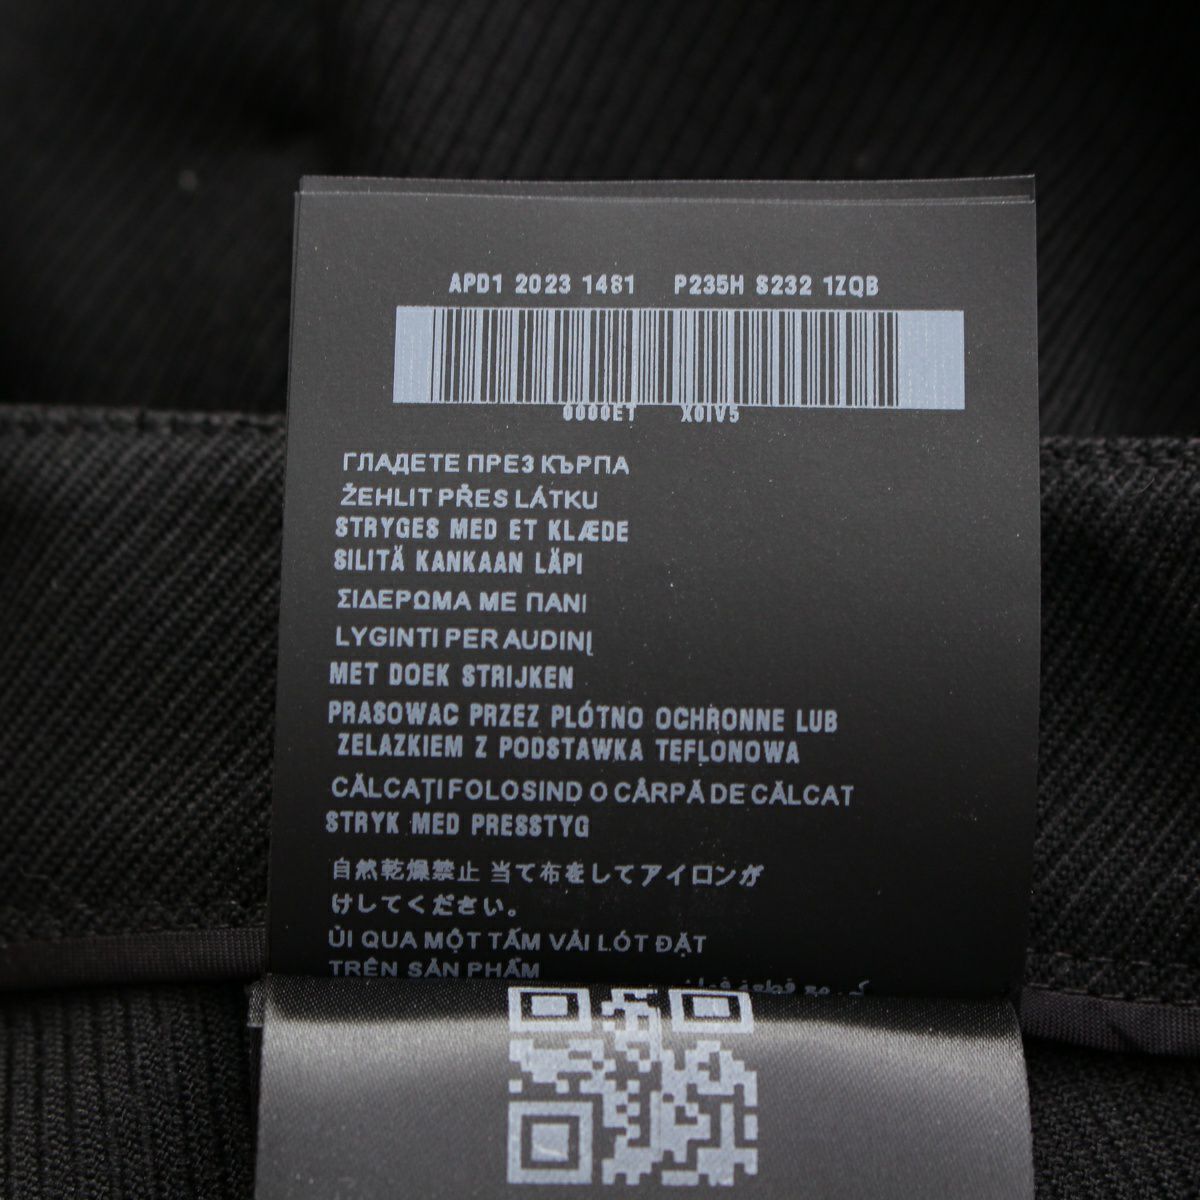 APD1 2023 1481 P235H S232 1ZQB
0000ET X0IV5
ГЛАДЕТЕ ПРЕЗ КЪРПА
ŽEHLIT PŘES LÁTKU
STRYGES MED ET KLÆDE
SILITÄ KANKAAN LÄPI
ΣΙΔΕΡΩΜΑ ΜΕ ΠΑΝΙ
LYGINTI PER AUDINĮ
MET DOEK STRIJKEN
PRASOWAC PRZEZ PLÓTNO OCHRONNE LUB
ZELAZKIEM Z PODSTAWKA TEFLONOWA
CĂLCAȚI FOLOSIND O CÂRPĂ DE CĂLCAT
STRYK MED PRESSTYG
自然乾燥禁止 当て布をしてアイロンが
けしてください。
ỦI QUA MỘT TẤM VẢI LÓT ĐẶT
TRÊN SẢN PHẨM